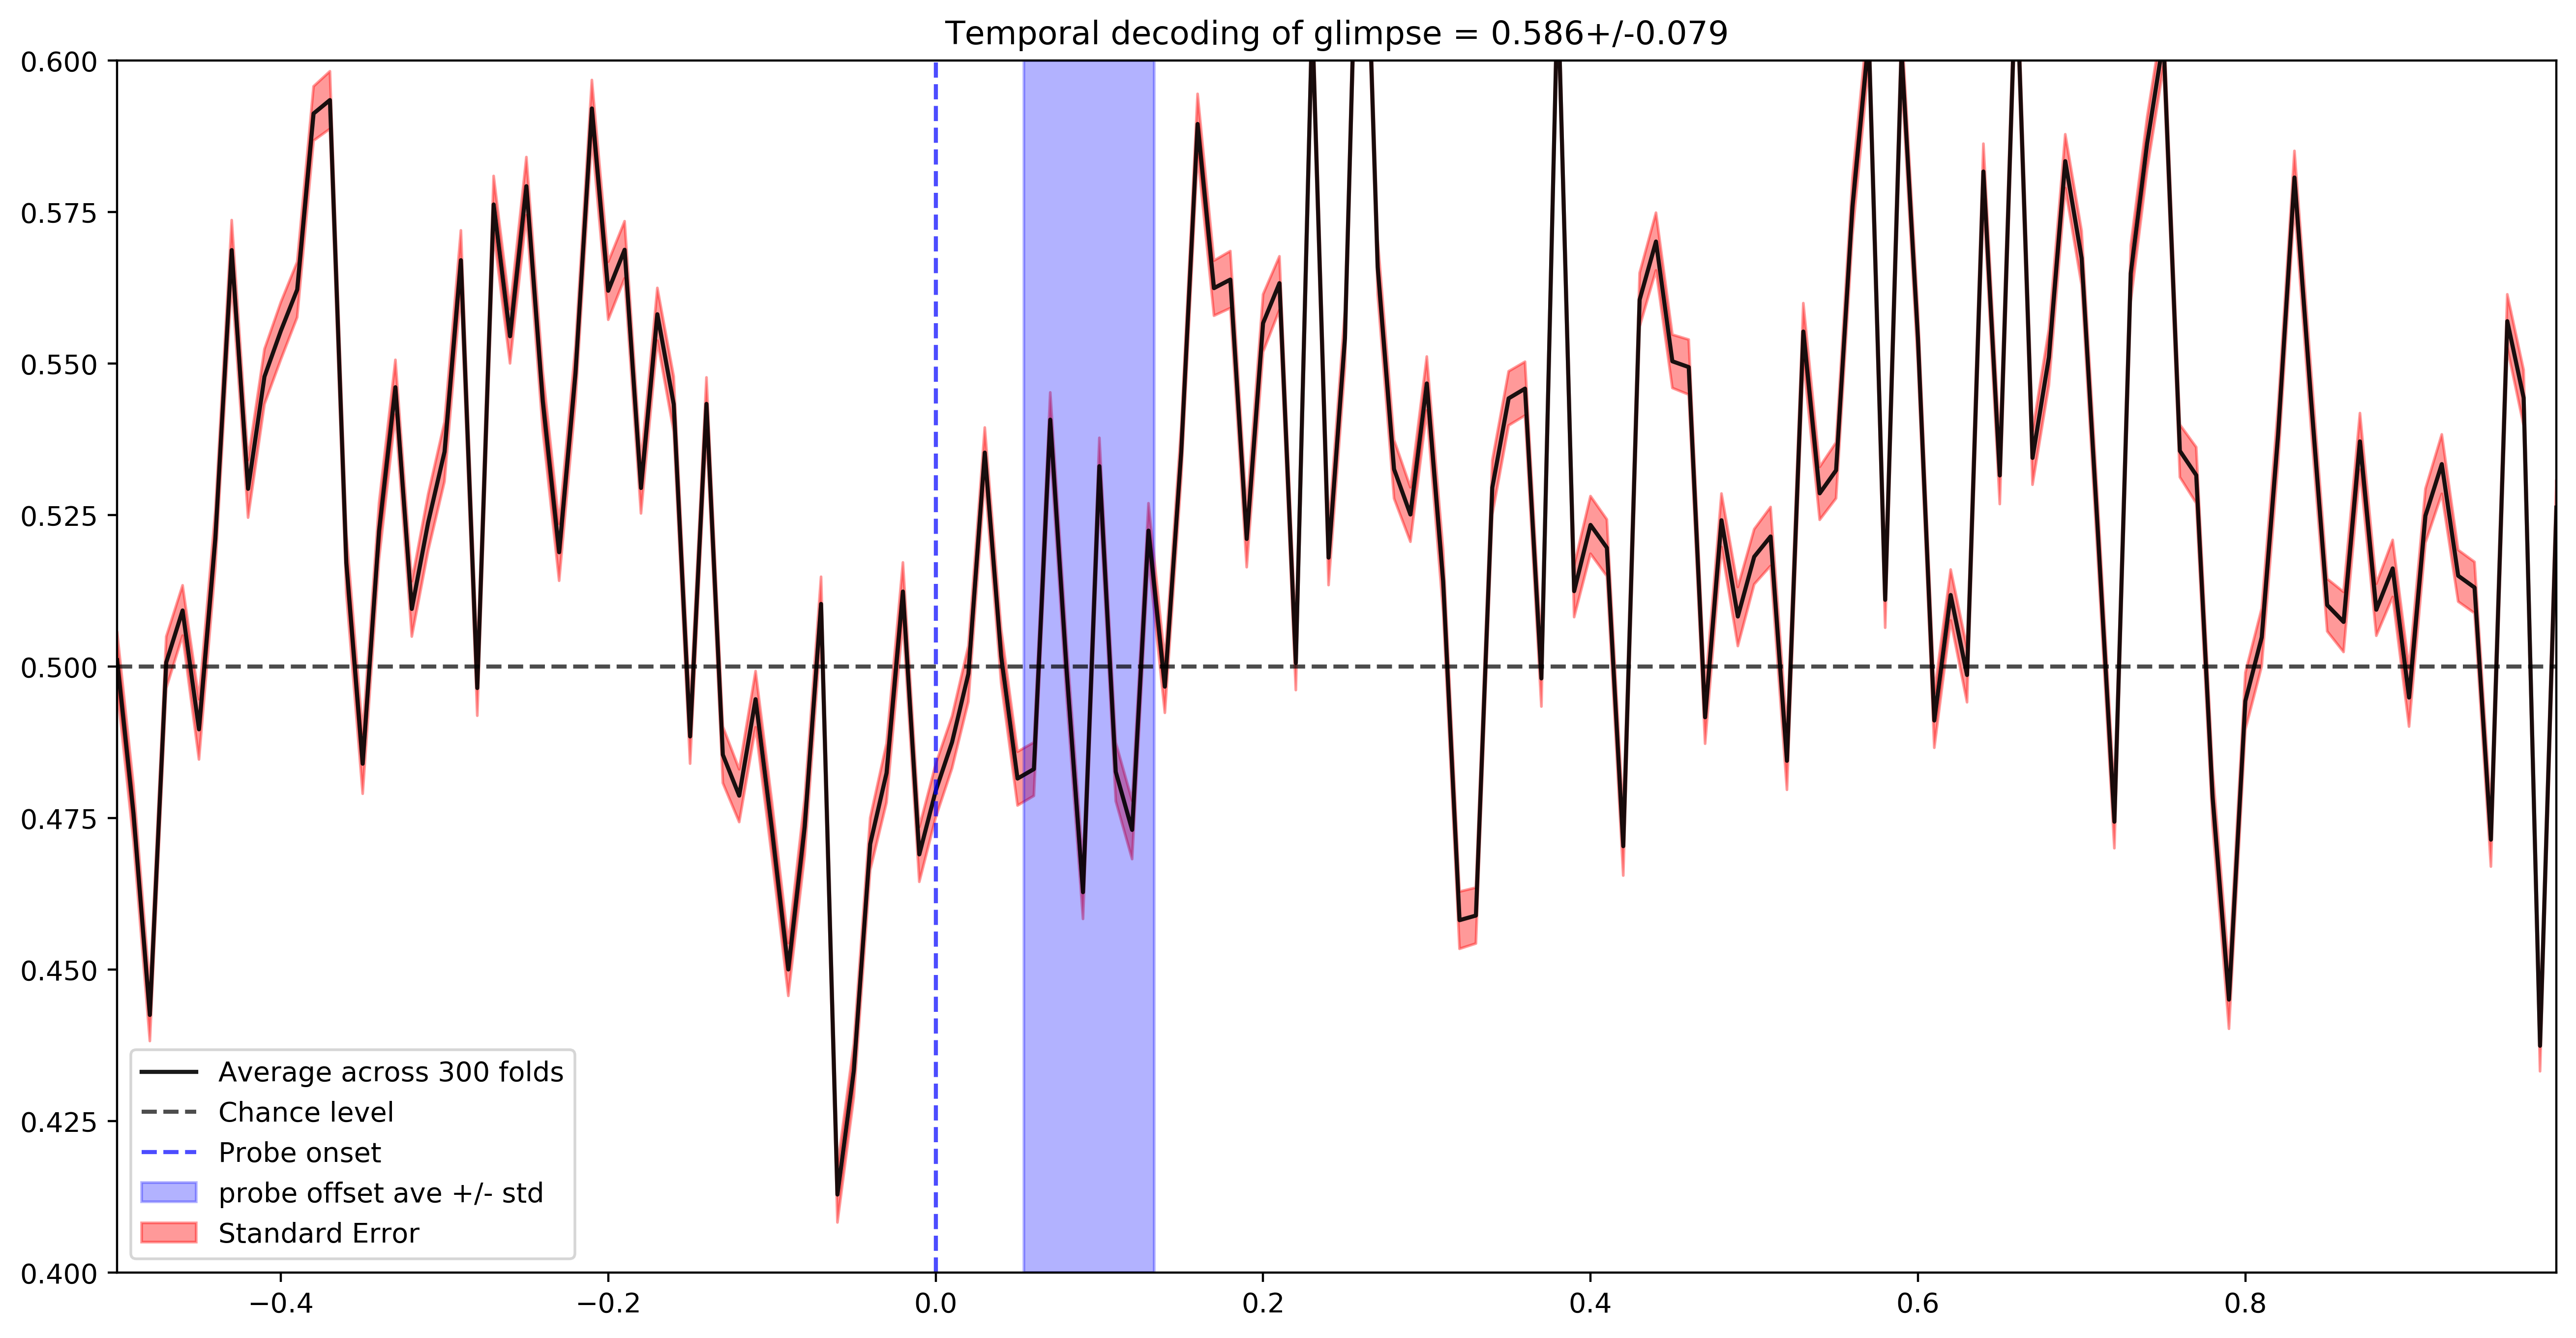 Temporal decoding of glimpse = 0.586+/-0.079
0.600
0.575
0.550
0.525
0.500
0.475
0.450
0.425
0.400
Average across 300 folds
Chance level
Probe onset
probe offset ave +/- std
Standard Error
−0.4 −0.2 0.0 0.2 0.4 0.6 0.8